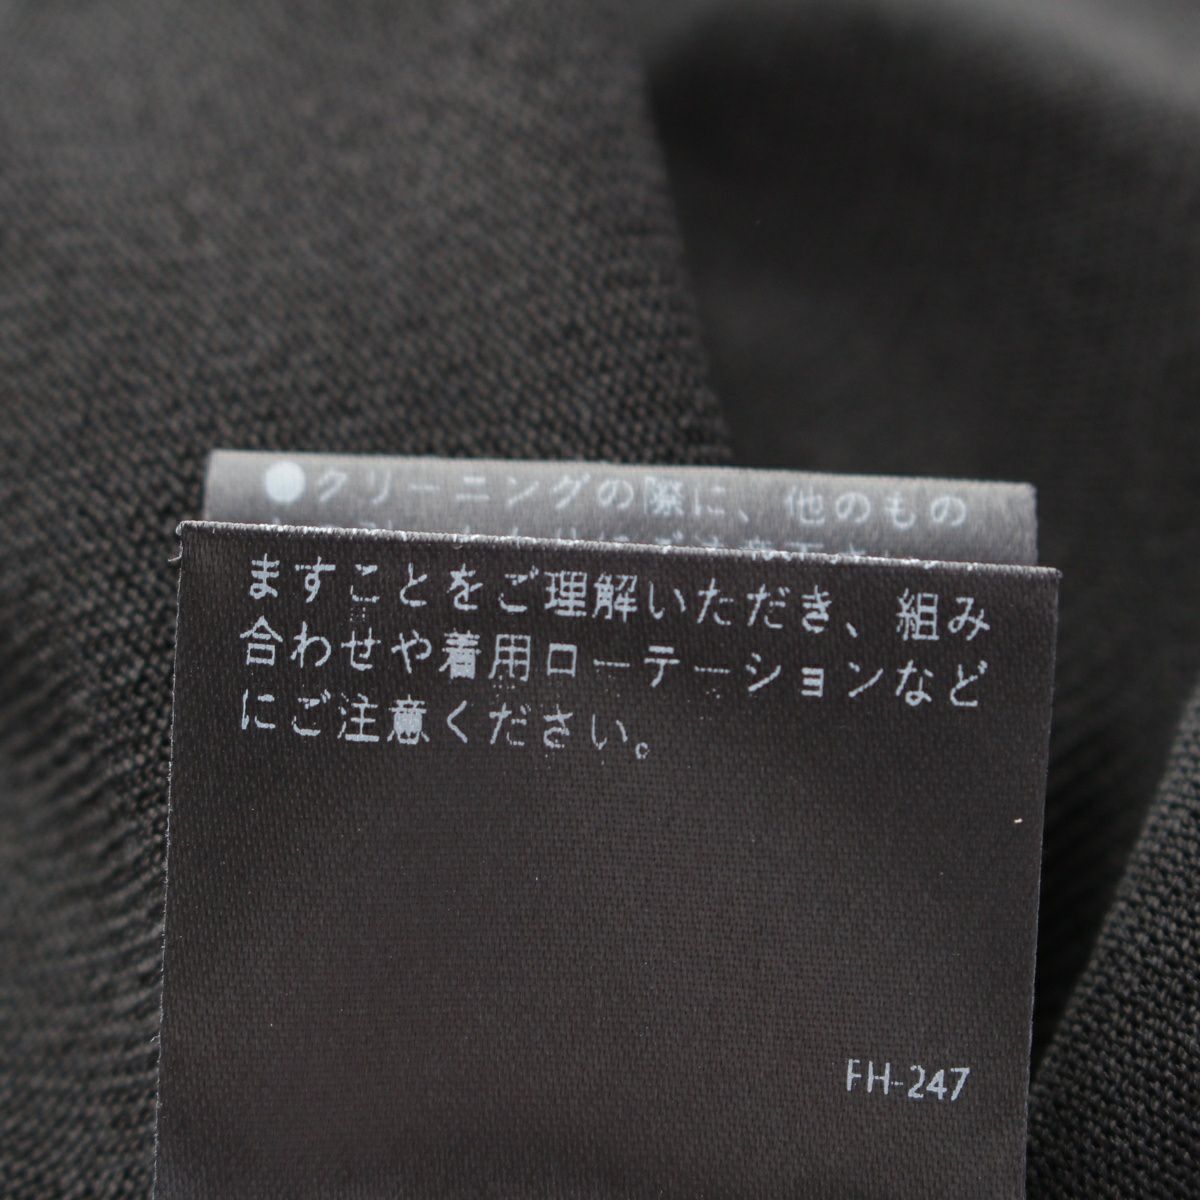 ●クリーニングの際に、他のもの
ますことをご理解いただき、組み
合わせや着用ローテーションなど
にご注意ください。
FH-247